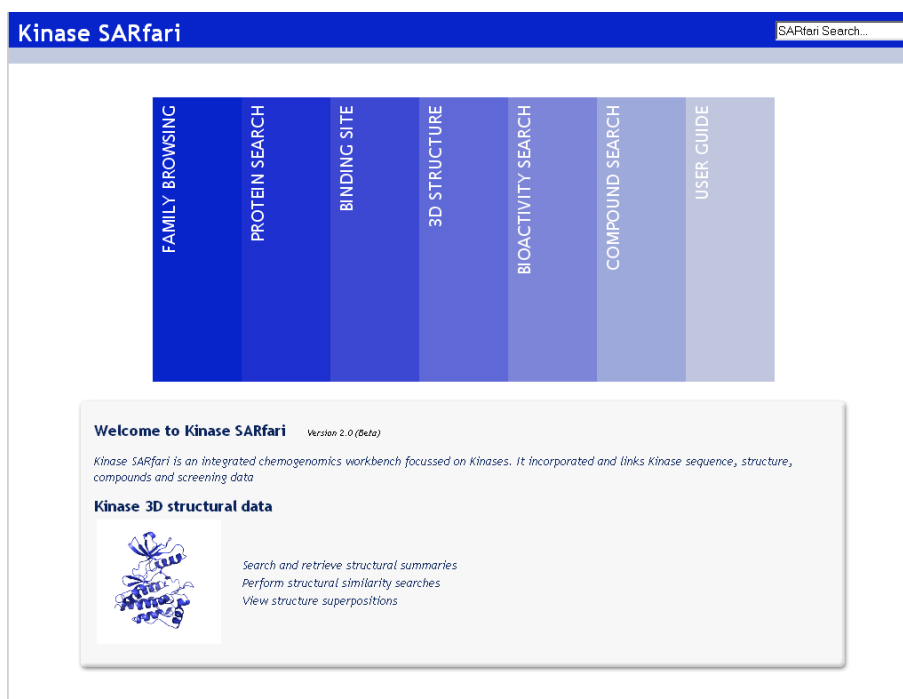 Kinase SARfari
SARfari Search...
FAMILY BROWSING
PROTEIN SEARCH
BINDING SITE
3D STRUCTURE
BIOACTIVITY SEARCH
COMPOUND SEARCH
USER GUIDE
Welcome to Kinase SARfari Version 2.0 (Beta)
Kinase SARfari is an integrated chemogenomics workbench focussed on Kinases. It incorporated and links Kinase sequence, structure,
compounds and screening data
Kinase 3D structural data
Search and retrieve structural summaries
Perform structural similarity searches
View structure superpositions